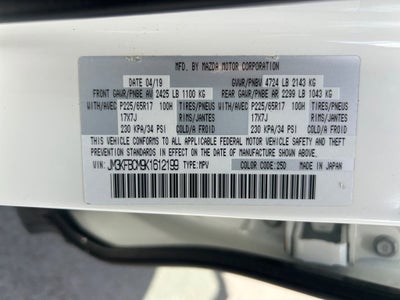 MFD. BY MAZDA MOTOR CORPORATION
DATE 04/19 GVWR/PNBV 4724 LB 2143 KG
FRONT GAWR/PNBE AV 2425 LB 1100 KG REAR GAWR/PNBE AR 2299 LB 1043 KG
WITH/AVEC P225/65R17 100H TIRES/PNEUS WITH/AVEC P225/65R17 100H TIRES/PNEUS
17X7J RIMS/JANTES 17X7J RIMS/JANTES
230 KPA/34 PSI COLD/A FROID 230 KPA/34 PSI COLD/A FROID
THIS VEHICLE CONFORMS TO ALL APPLICABLE FEDERAL MOTOR VEHICLE SAFETY, BUMPER, AND THEFT
PREVENTION STANDARDS IN EFFECT ON THE DATE OF MANUFACTURE SHOWN ABOVE.
VIN: JM3KFBCM9K1612199 TYPE:MPV COLOR CODE:25D MADE IN JAPAN